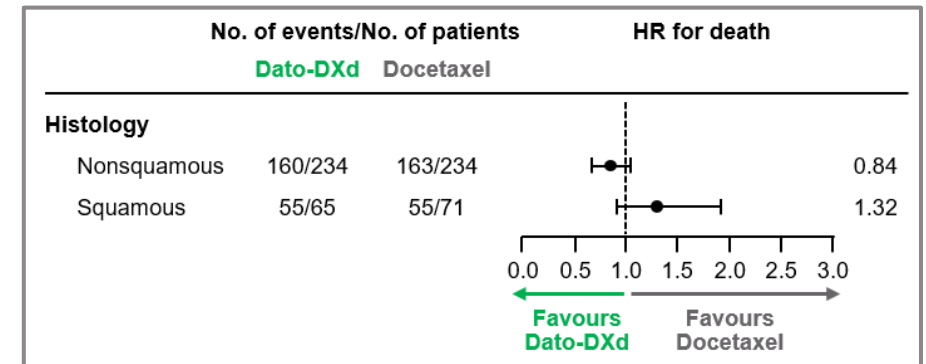 No. of events/No. of patients HR for death
Dato-DXd Docetaxel
Histology
Nonsquamous 160/234 163/234 0.84
Squamous 55/65 55/71 1.32
0.0 0.5 1.0 1.5 2.0 2.5 3.0
Favours Favours
Dato-DXd Docetaxel